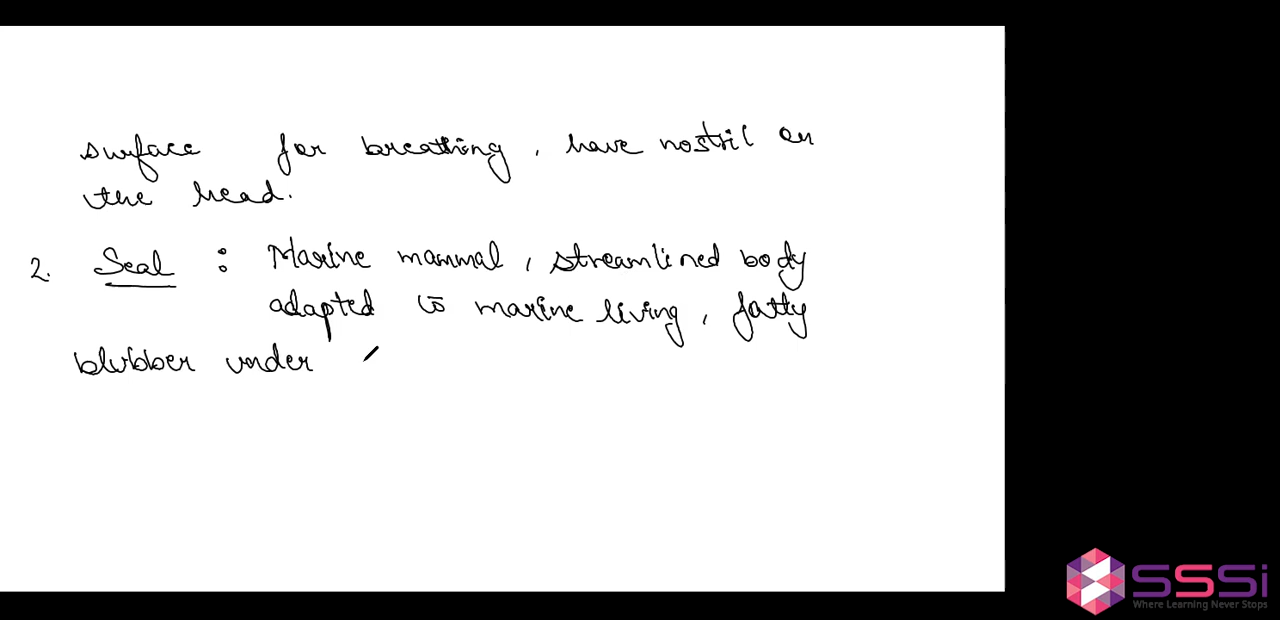 surface for breathing, have nostril on
the head.
2. Seal : Marine mammal, streamlined body
adapted to marine living, fatty
blubber under
SSSi
Where Learning Never Stops